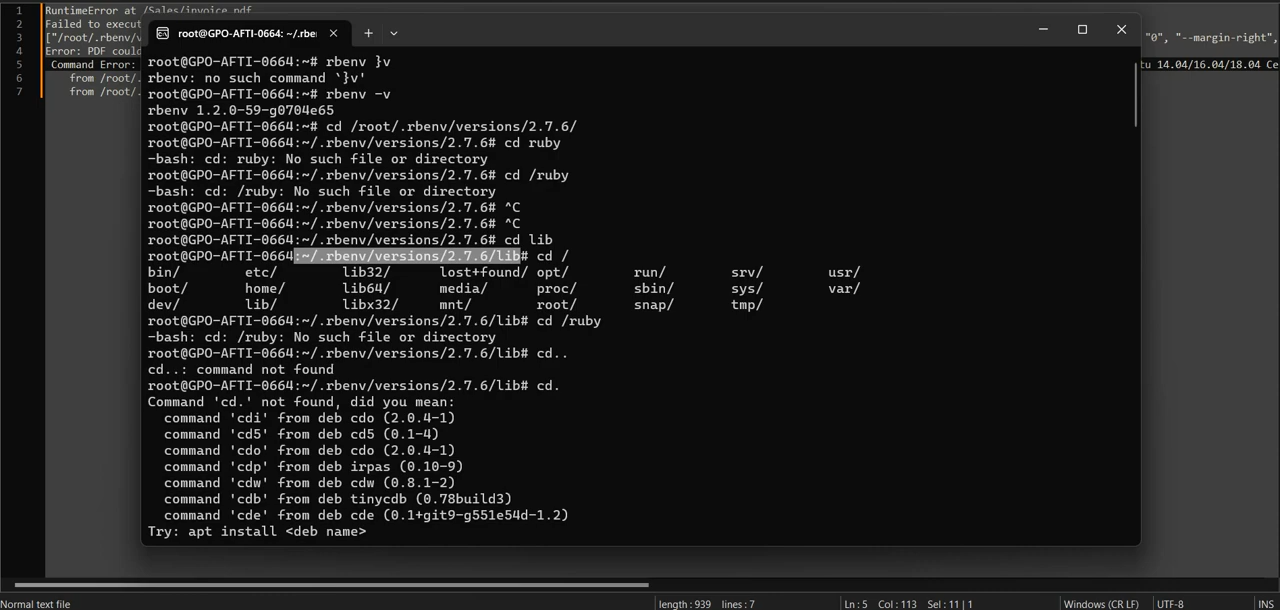 1 RuntimeError at /Sales/invoice.pdf
2 Failed to execut
3 ["/root/.rbenv/v "0", "--margin-right",
4 Error: PDF could
5 Command Error: tu 14.04/16.04/18.04 Ce
6 from /root/.
7 from /root/.
root@GPO-AFTI-0664: ~/.rbe
root@GPO-AFTI-0664:~# rbenv }v
rbenv: no such command `}v'
root@GPO-AFTI-0664:~# rbenv -v
rbenv 1.2.0-59-g0704e65
root@GPO-AFTI-0664:~# cd /root/.rbenv/versions/2.7.6/
root@GPO-AFTI-0664:~/.rbenv/versions/2.7.6# cd ruby
-bash: cd: ruby: No such file or directory
root@GPO-AFTI-0664:~/.rbenv/versions/2.7.6# cd /ruby
-bash: cd: /ruby: No such file or directory
root@GPO-AFTI-0664:~/.rbenv/versions/2.7.6# ^C
root@GPO-AFTI-0664:~/.rbenv/versions/2.7.6# ^C
root@GPO-AFTI-0664:~/.rbenv/versions/2.7.6# cd lib
root@GPO-AFTI-0664:~/.rbenv/versions/2.7.6/lib# cd /
bin/ etc/ lib32/ lost+found/ opt/ run/ srv/ usr/
boot/ home/ lib64/ media/ proc/ sbin/ sys/ var/
dev/ lib/ libx32/ mnt/ root/ snap/ tmp/
root@GPO-AFTI-0664:~/.rbenv/versions/2.7.6/lib# cd /ruby
-bash: cd: /ruby: No such file or directory
root@GPO-AFTI-0664:~/.rbenv/versions/2.7.6/lib# cd..
cd..: command not found
root@GPO-AFTI-0664:~/.rbenv/versions/2.7.6/lib# cd.
Command 'cd.' not found, did you mean:
command 'cdi' from deb cdo (2.0.4-1)
command 'cd5' from deb cd5 (0.1-4)
command 'cdo' from deb cdo (2.0.4-1)
command 'cdp' from deb irpas (0.10-9)
command 'cdw' from deb cdw (0.8.1-2)
command 'cdb' from deb tinycdb (0.78build3)
command 'cde' from deb cde (0.1+git9-g551e54d-1.2)
Try: apt install <deb name>
Normal text file length : 939 lines : 7 Ln : 5 Col : 113 Sel : 11 | 1 Windows (CR LF) UTF-8 INS